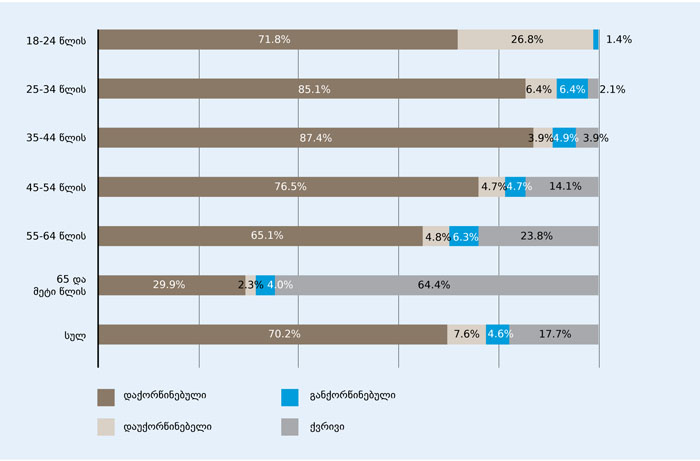 18-24 წლის 71.8% 26.8% 1.4%
25-34 წლის 85.1% 6.4% 6.4% 2.1%
35-44 წლის 87.4% 3.9% 4.9% 3.9%
45-54 წლის 76.5% 4.7% 4.7% 14.1%
55-64 წლის 65.1% 4.8% 6.3% 23.8%
65 და
მეტი წლის 29.9% 2.3% 4.0% 64.4%
სულ 70.2% 7.6% 4.6% 17.7%
დაქორწინებული განქორწინებული
დაუქორწინებელი ქვრივი